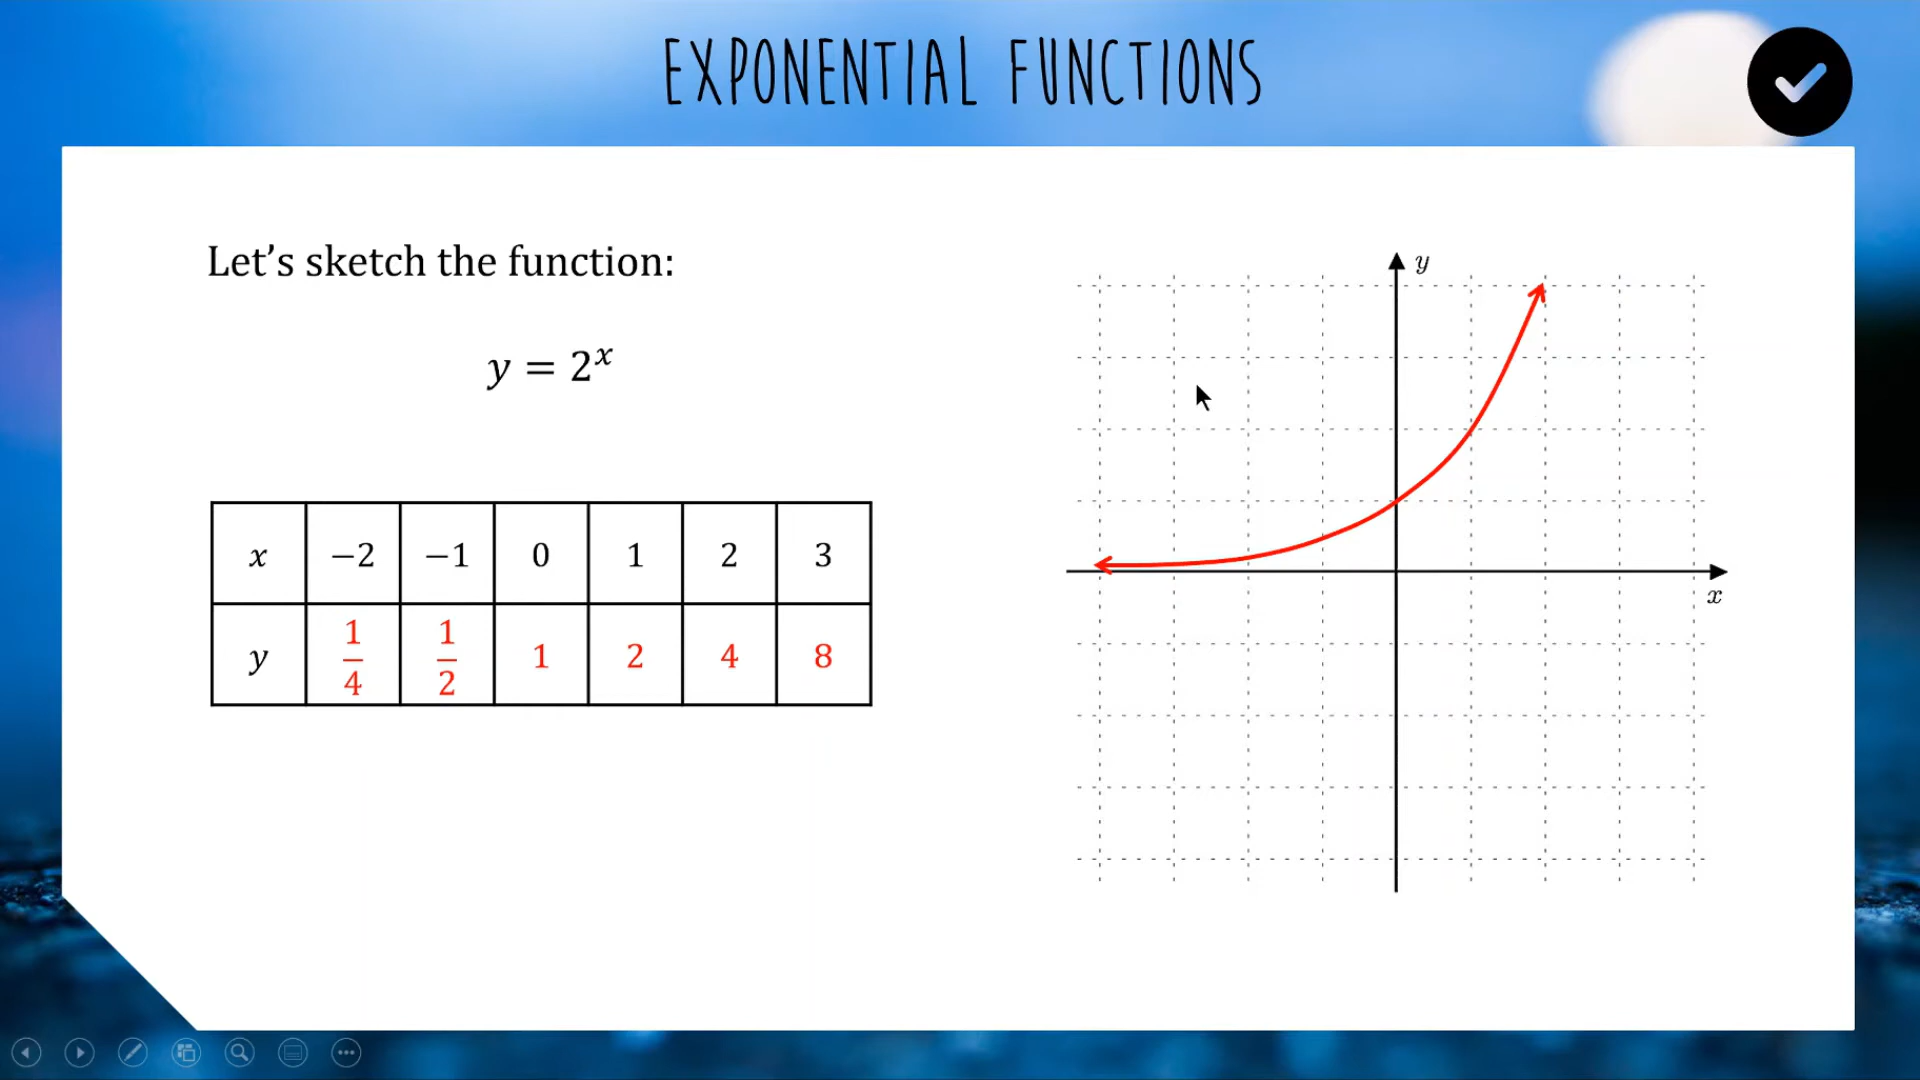 EXPONENTIAL FUNCTIONS
Let’s sketch the function:
y = 2ˣ
x −2 −1 0 1 2 3
y 1/4 1/2 1 2 4 8
y
x